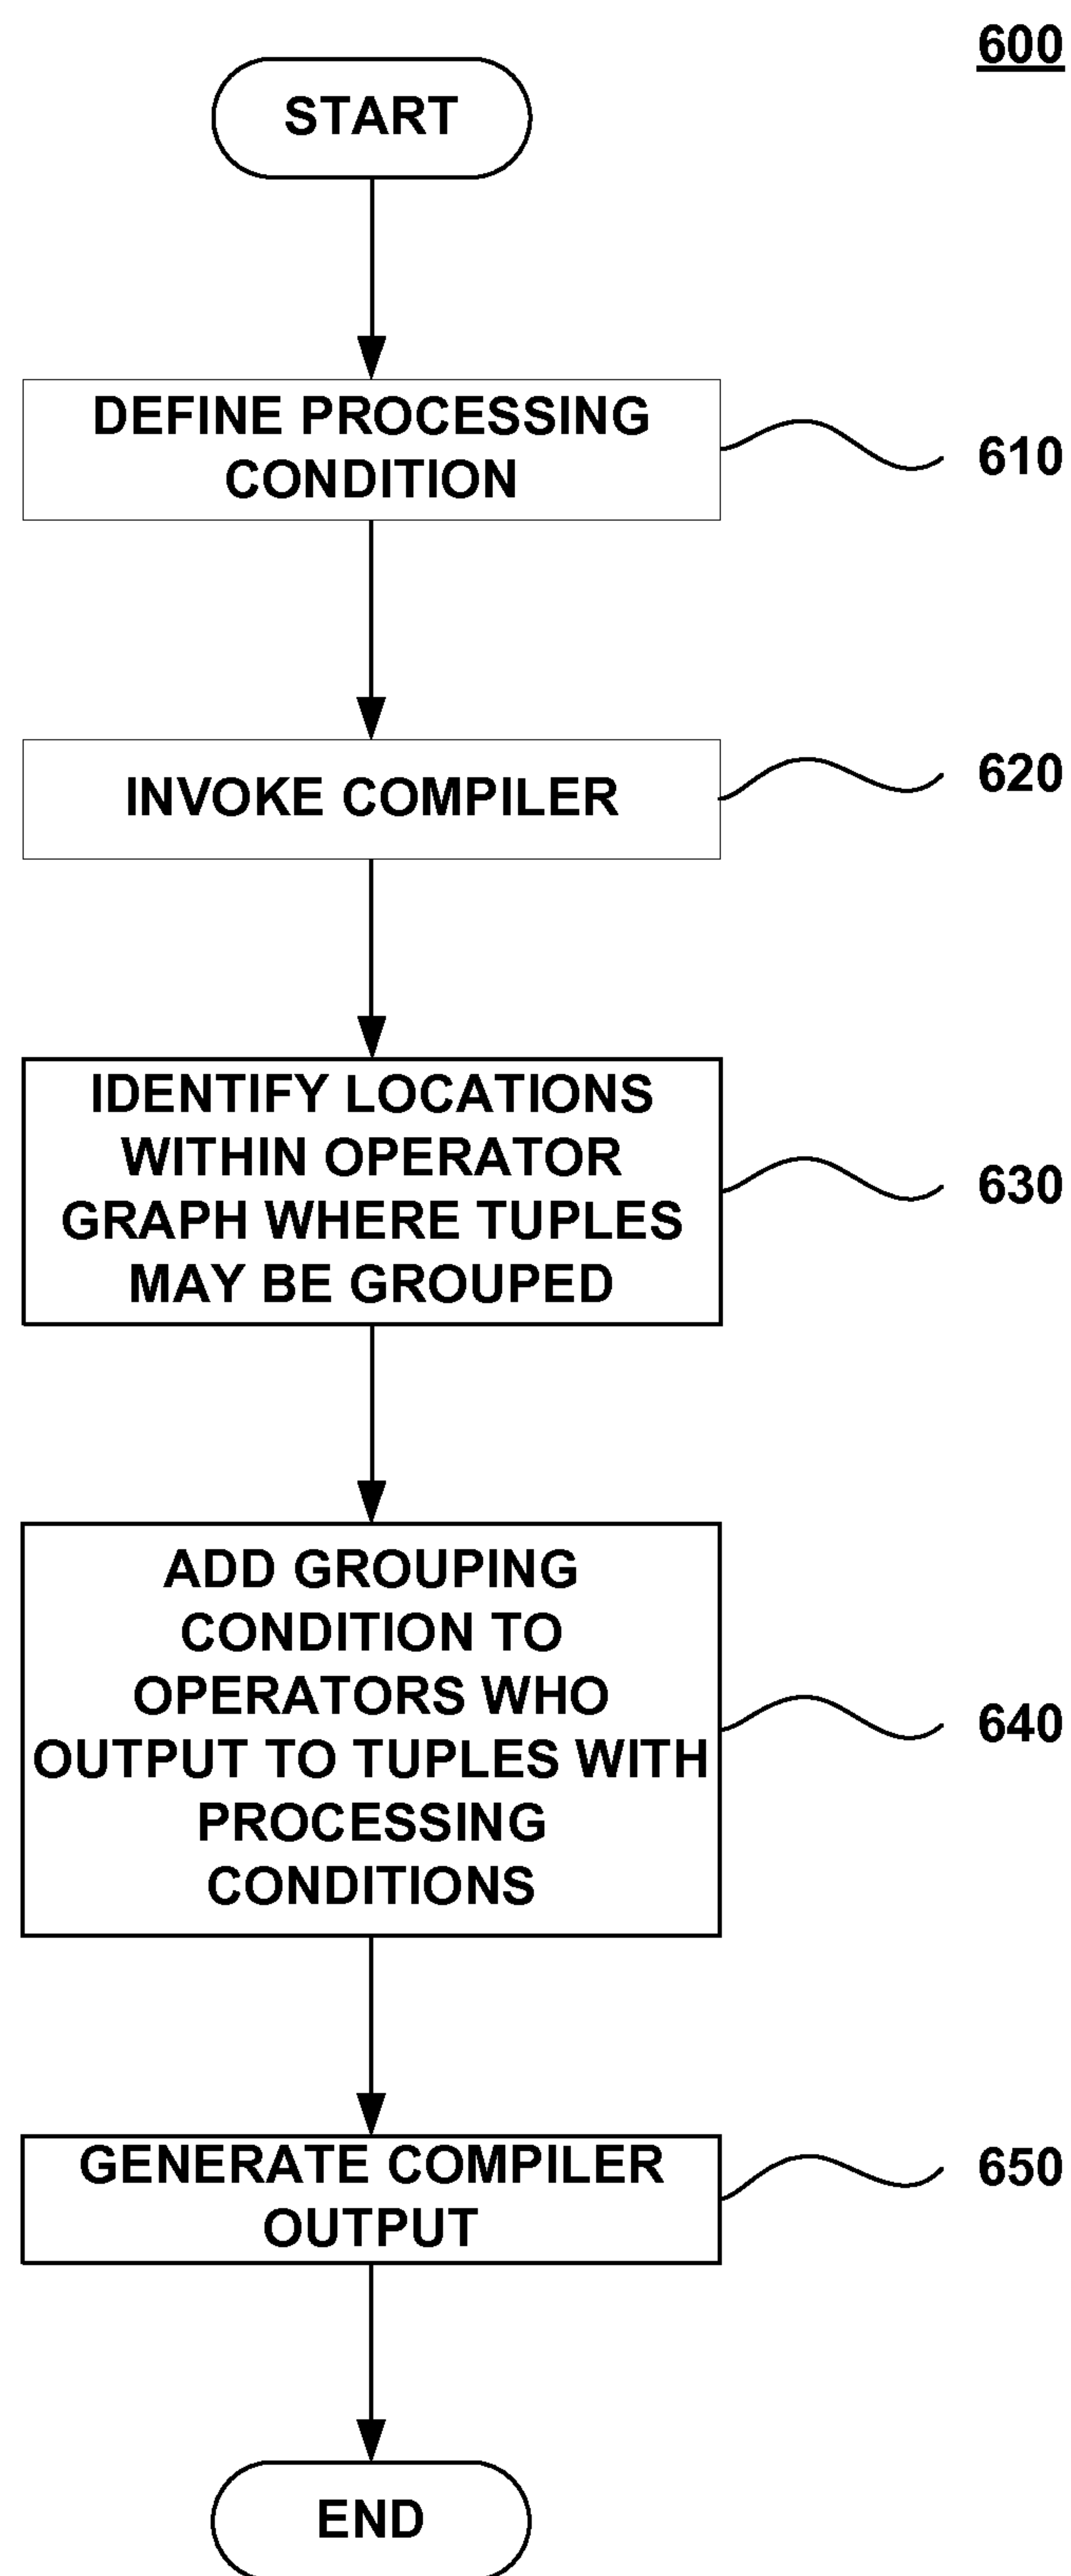 600
START
DEFINE PROCESSING
CONDITION
610
INVOKE COMPILER
620
IDENTIFY LOCATIONS
WITHIN OPERATOR
GRAPH WHERE TUPLES
MAY BE GROUPED
630
ADD GROUPING
CONDITION TO
OPERATORS WHO
OUTPUT TO TUPLES WITH
PROCESSING
CONDITIONS
640
GENERATE COMPILER
OUTPUT
650
END